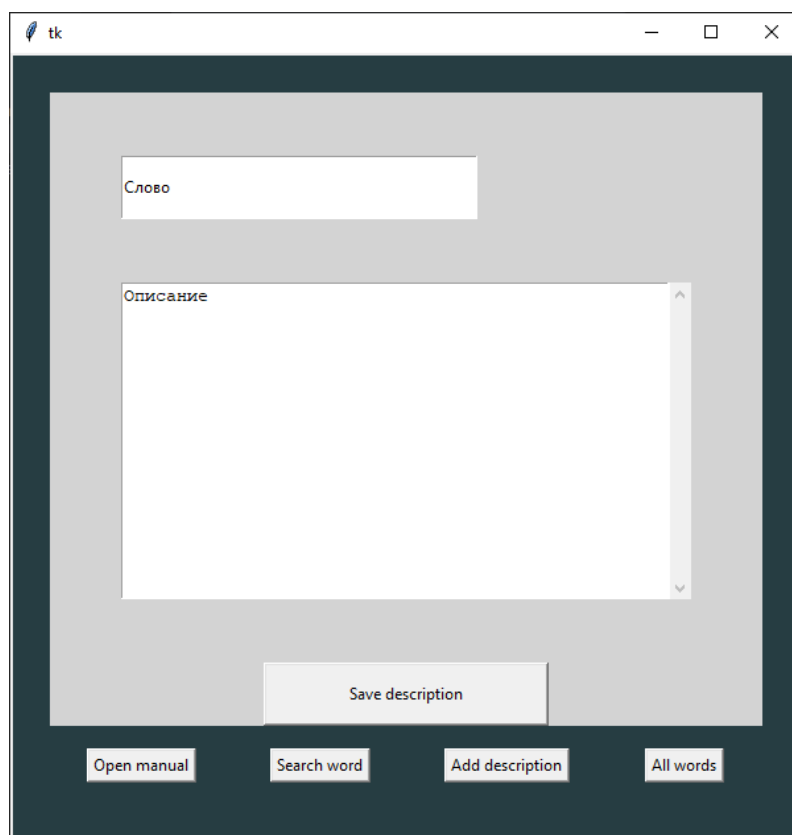 tk
Слово
Описание
Save description
Open manual Search word Add description All words